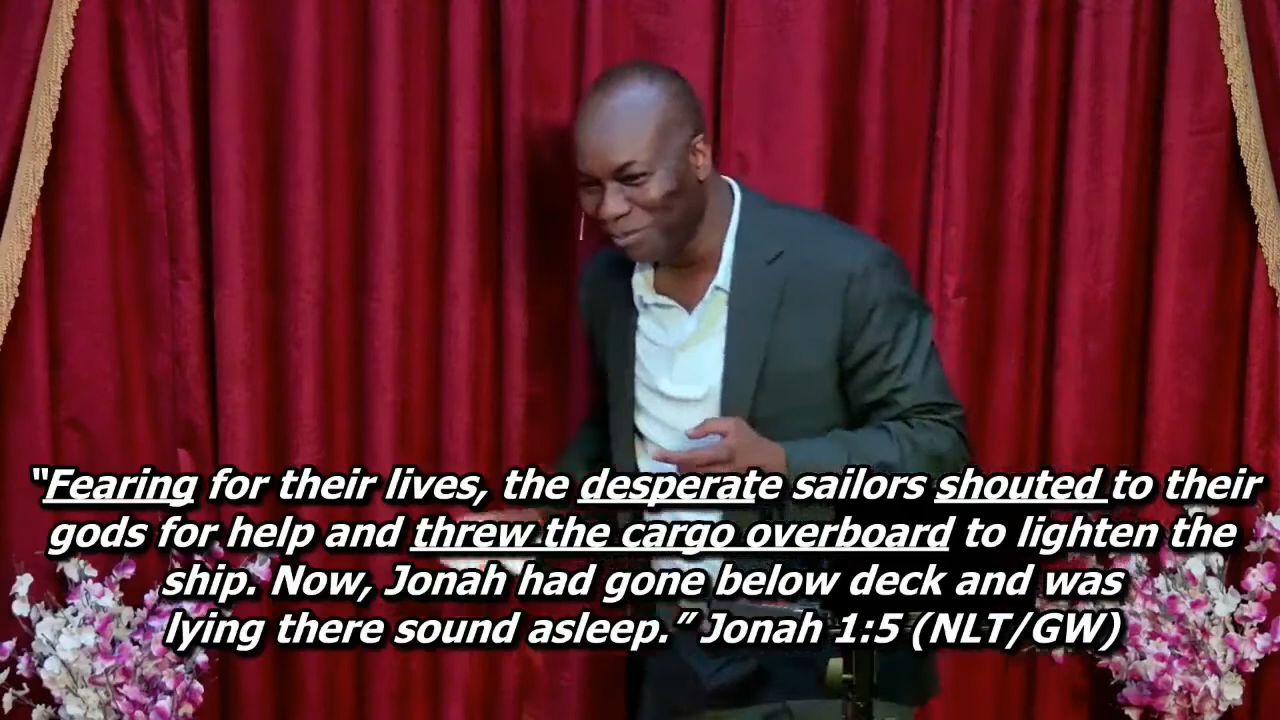 “Fearing for their lives, the desperate sailors shouted to their
gods for help and threw the cargo overboard to lighten the
ship. Now, Jonah had gone below deck and was
lying there sound asleep.” Jonah 1:5 (NLT/GW)